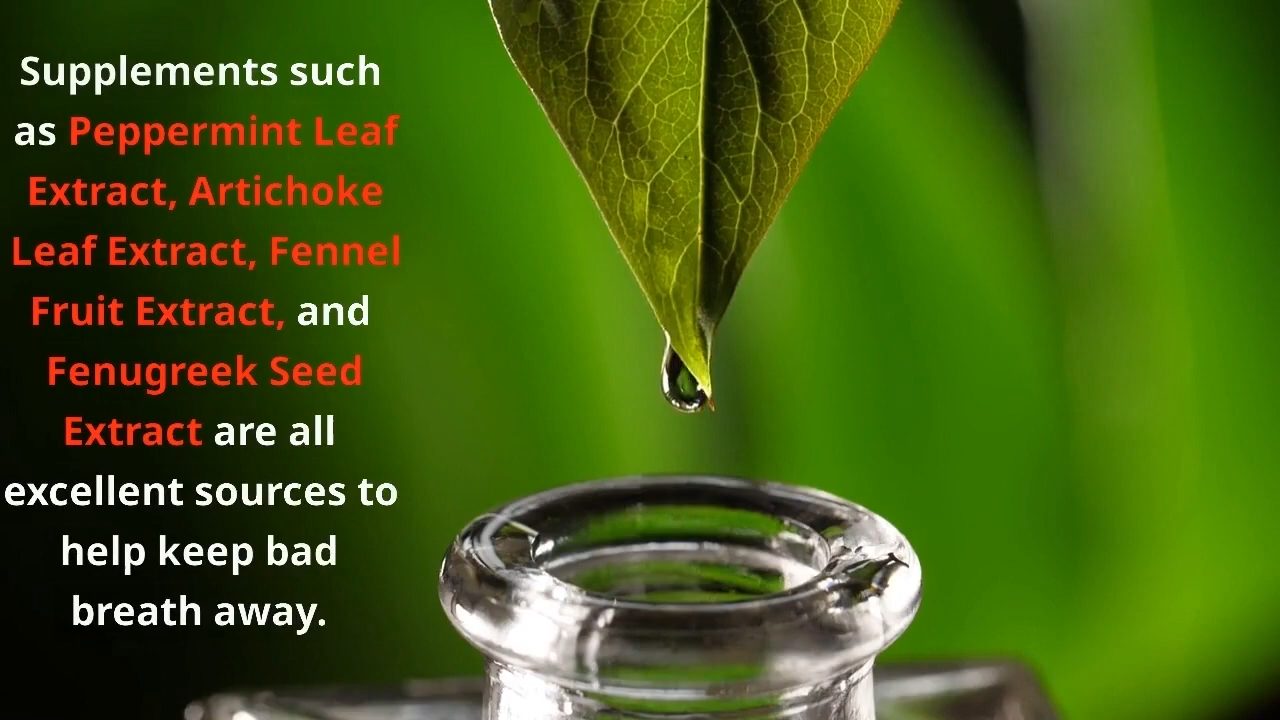 Supplements such
as Peppermint Leaf
Extract, Artichoke
Leaf Extract, Fennel
Fruit Extract, and
Fenugreek Seed
Extract are all
excellent sources to
help keep bad
breath away.